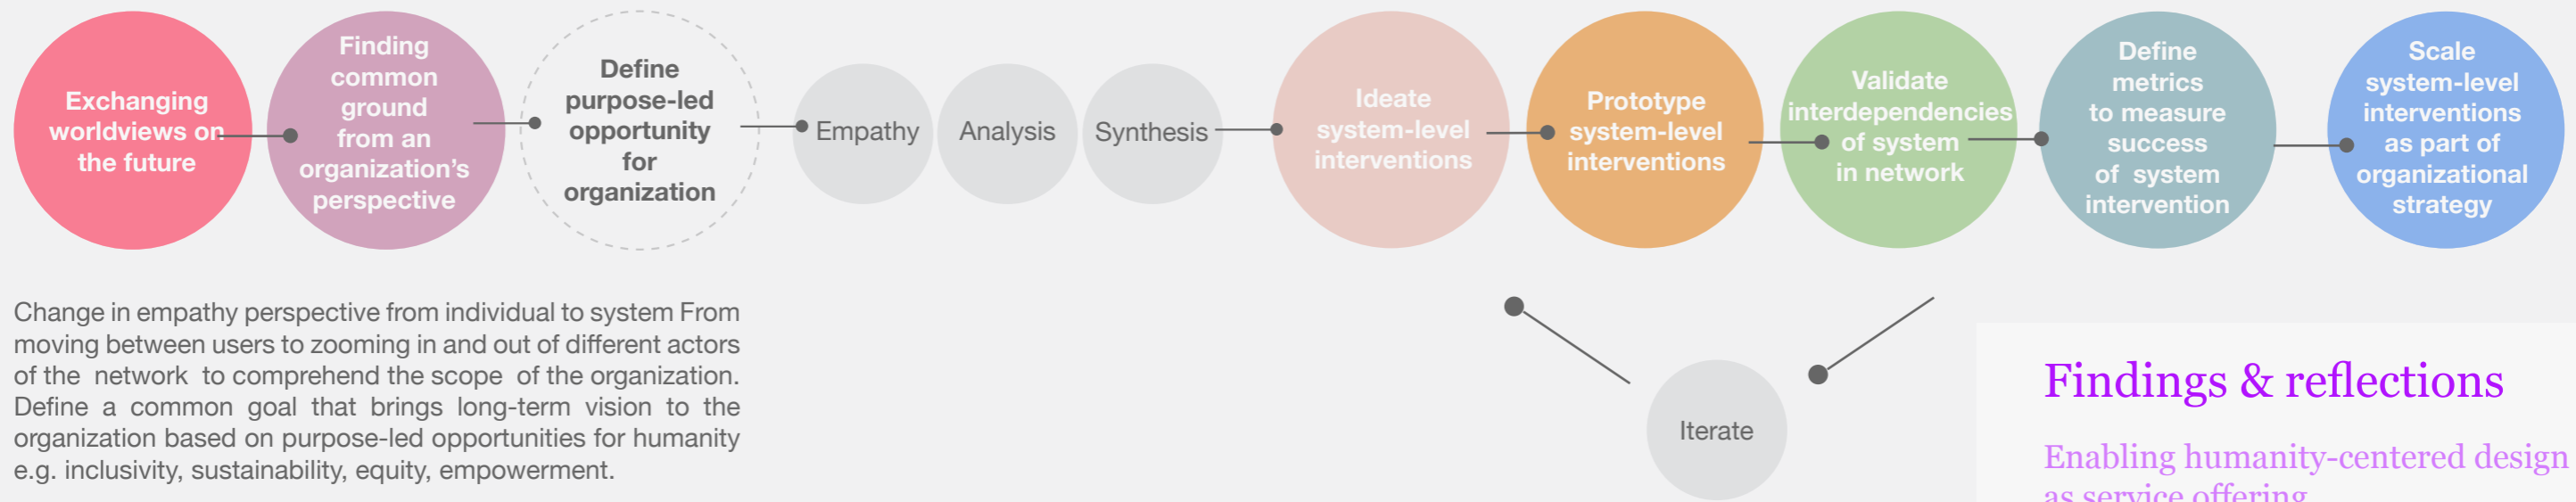 Exchanging
worldviews on
the future
Finding
common
ground
from an
organization's
perspective
Define
purpose-led
opportunity
for
organization
Empathy
Analysis
Synthesis
Ideate
system-level
interventions
Prototype
system-level
interventions
Validate
interdependencies
of system
in network
Define
metrics
to measure
success
of system
intervention
Scale
system-level
interventions
as part of
organizational
strategy
Change in empathy perspective from individual to system From
moving between users to zooming in and out of different actors
of the network to comprehend the scope of the organization.
Define a common goal that brings long-term vision to the
organization based on purpose-led opportunities for humanity
e.g. inclusivity, sustainability, equity, empowerment.
Iterate
Findings & reflections
Enabling humanity-centered design
as service offering